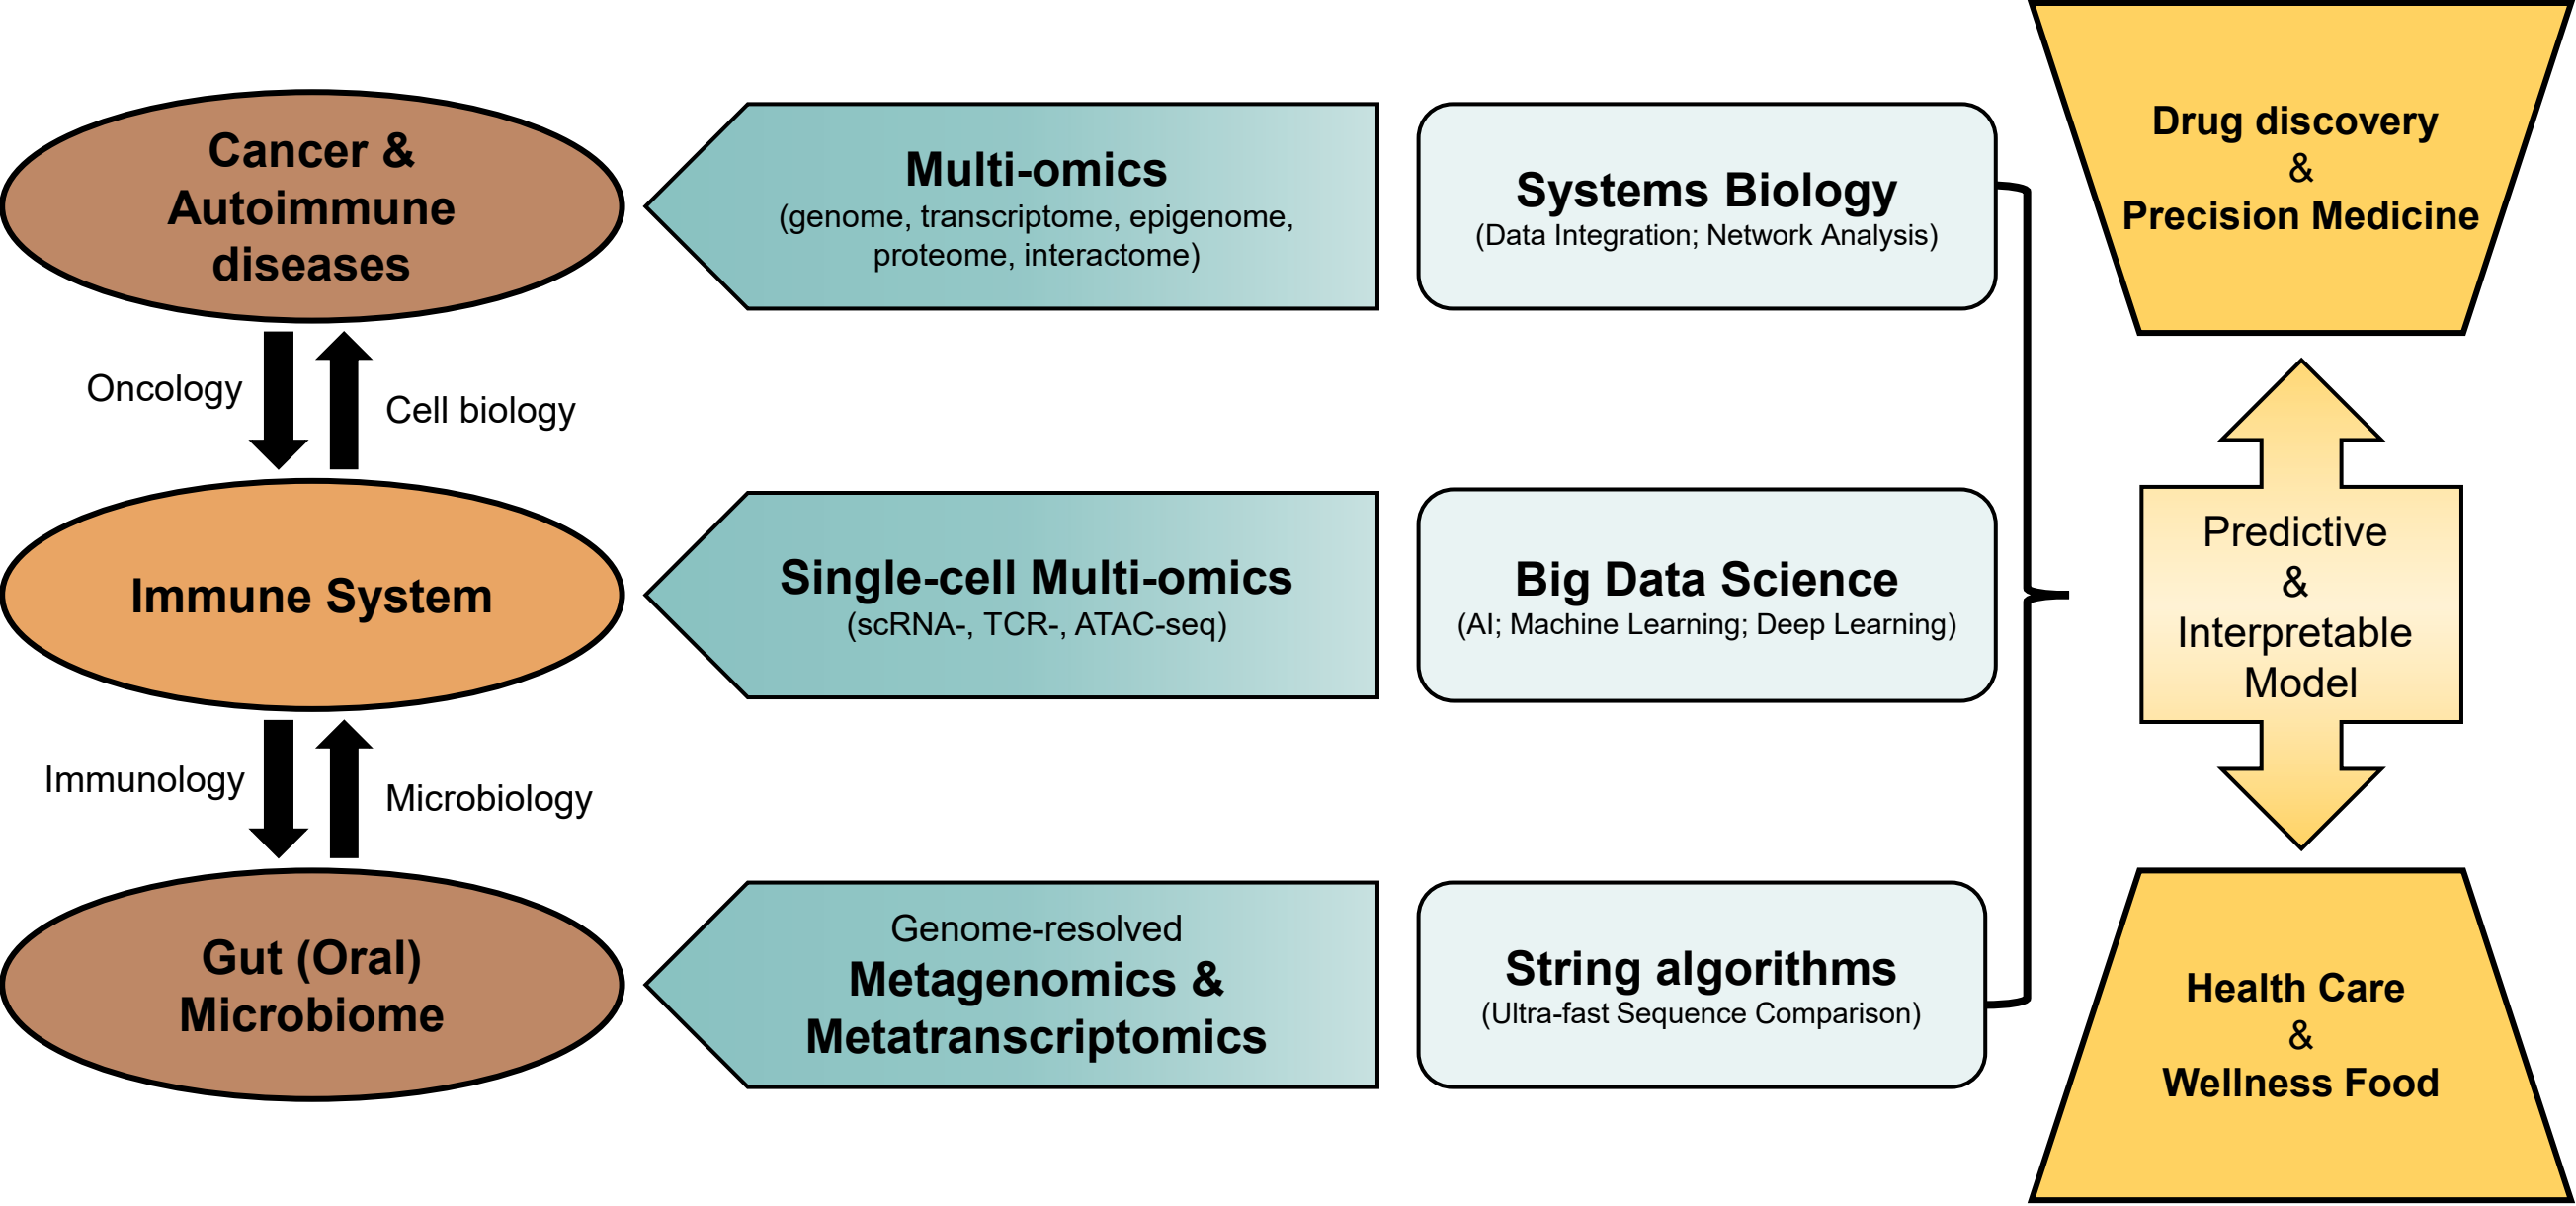 Cancer &
Autoimmune
diseases
Multi-omics
(genome, transcriptome, epigenome,
proteome, interactome)
Systems Biology
(Data Integration; Network Analysis)
Drug discovery
&
Precision Medicine
Oncology
Cell biology
Immune System
Single-cell Multi-omics
(scRNA-, TCR-, ATAC-seq)
Big Data Science
(AI; Machine Learning; Deep Learning)
Predictive
&
Interpretable
Model
Immunology
Microbiology
Gut (Oral)
Microbiome
Genome-resolved
Metagenomics &
Metatranscriptomics
String algorithms
(Ultra-fast Sequence Comparison)
Health Care
&
Wellness Food